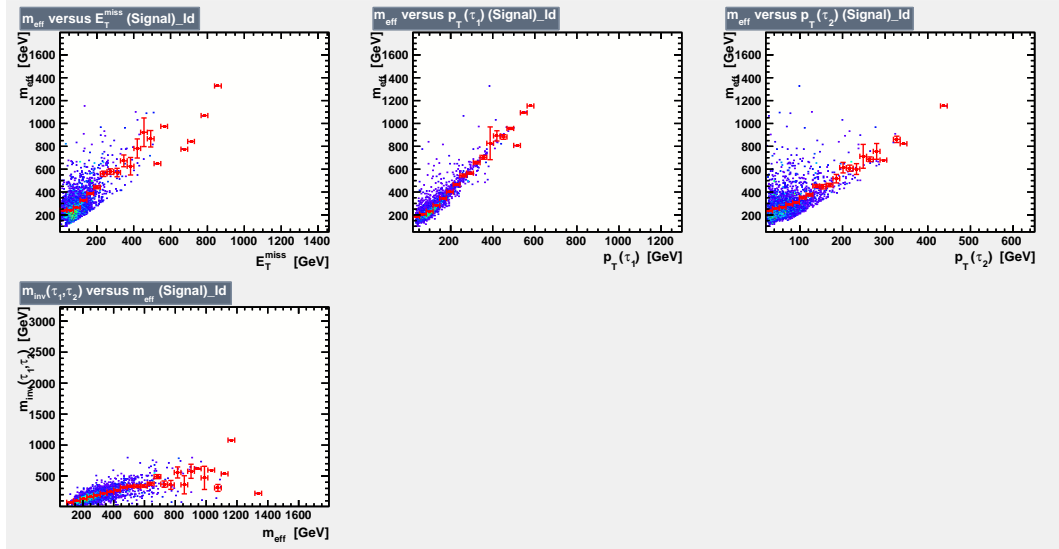 m_eff versus E_T^miss (Signal)_Id
m_eff [GeV]
1800
1600
1400
1200
1000
800
600
400
200
200 400 600 800 1000 1200 1400
E_T^miss [GeV]
m_eff versus p_T(τ_1) (Signal)_Id
m_eff [GeV]
1800
1600
1400
1200
1000
800
600
400
200
200 400 600 800 1000 1200
p_T(τ_1) [GeV]
m_eff versus p_T(τ_2) (Signal)_Id
m_eff [GeV]
1800
1600
1400
1200
1000
800
600
400
200
100 200 300 400 500 600
p_T(τ_2) [GeV]
m_inv(τ_1,τ_2) versus m_eff (Signal)_Id
m_inv(τ_1,τ_2) [GeV]
3000
2500
2000
1500
1000
500
200 400 600 800 1000 1200 1400 1600
m_eff [GeV]